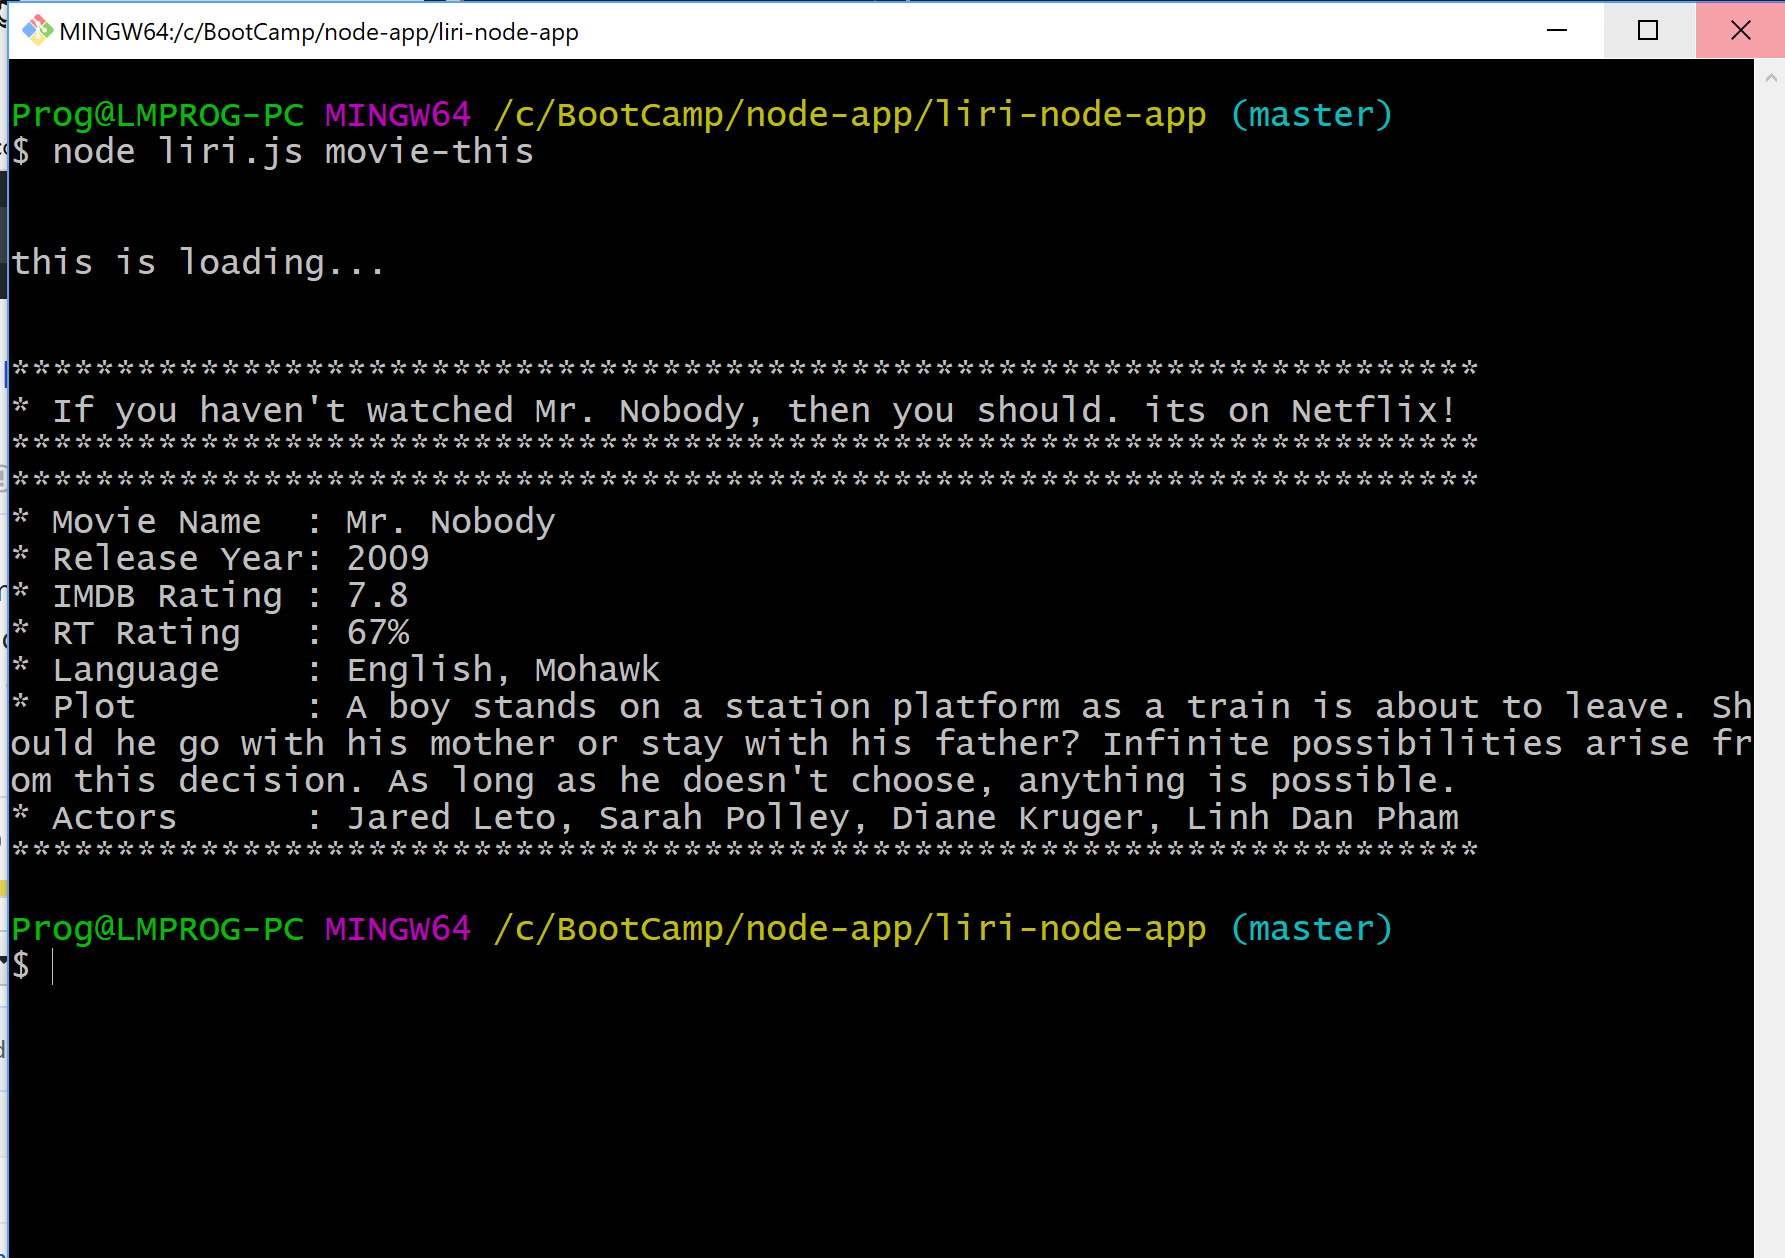 MINGW64:/c/BootCamp/node-app/liri-node-app
Prog@LMPROG-PC MINGW64 /c/BootCamp/node-app/liri-node-app (master)
$ node liri.js movie-this
this is loading...
**********************************************************************
* If you haven't watched Mr. Nobody, then you should. its on Netflix!
**********************************************************************
**********************************************************************
* Movie Name  : Mr. Nobody
* Release Year: 2009
* IMDB Rating : 7.8
* RT Rating   : 67%
* Language    : English, Mohawk
* Plot        : A boy stands on a station platform as a train is about to leave. Sh
ould he go with his mother or stay with his father? Infinite possibilities arise fr
om this decision. As long as he doesn't choose, anything is possible.
* Actors      : Jared Leto, Sarah Polley, Diane Kruger, Linh Dan Pham
**********************************************************************
Prog@LMPROG-PC MINGW64 /c/BootCamp/node-app/liri-node-app (master)
$